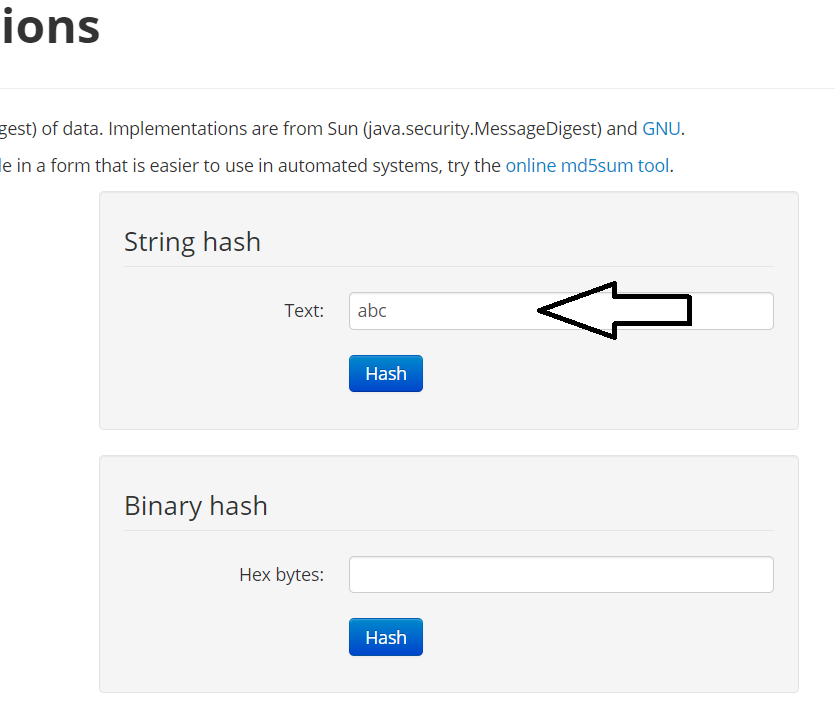 ions
gest) of data. Implementations are from Sun (java.security.MessageDigest) and GNU.
le in a form that is easier to use in automated systems, try the online md5sum tool.
String hash
Text: abc
Hash
Binary hash
Hex bytes:
Hash